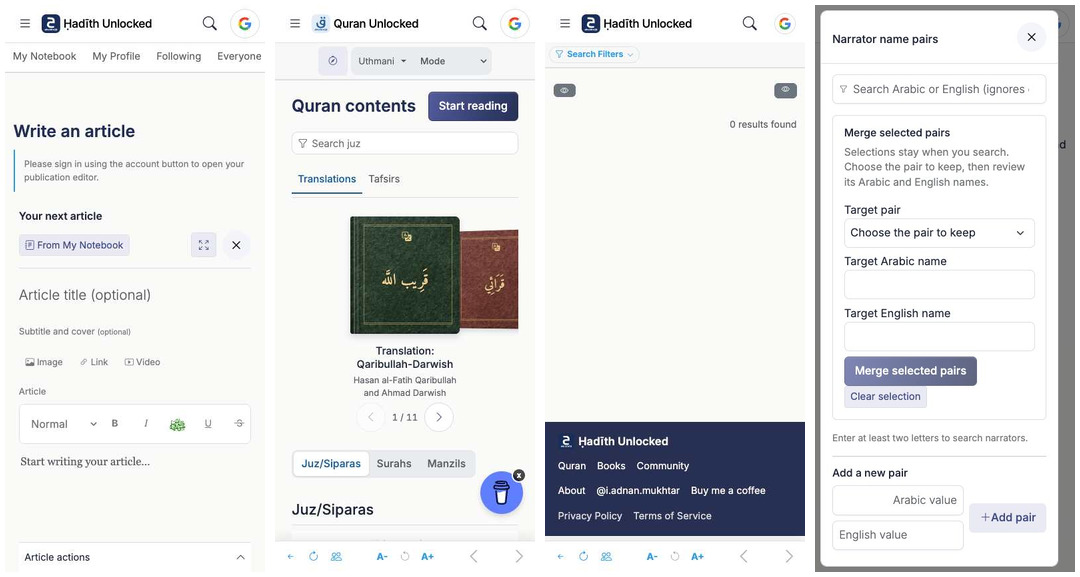 Ḥadīth Unlocked
My Notebook My Profile Following Everyone
Write an article
Please sign in using the account button to open your
publication editor.
Your next article
From My Notebook
Article title (optional)
Subtitle and cover (optional)
Image Link Video
Article
Normal B I U S
Start writing your article...
Article actions
Quran Unlocked
Uthmani Mode
Quran contents Start reading
Search juz
Translations Tafsirs
قَرِيب اللَّه
قَرَائِي
Translation:
Qaribullah-Darwish
Hasan al-Fatih Qaribullah
and Ahmad Darwish
1 / 11
Juz/Siparas Surahs Manzils
x
Juz/Siparas
A- A+
Ḥadīth Unlocked
Search Filters
0 results found
Ḥadīth Unlocked
Quran Books Community
About @i.adnan.mukhtar Buy me a coffee
Privacy Policy Terms of Service
A- A+
Narrator name pairs
Search Arabic or English (ignores
Merge selected pairs
Selections stay when you search.
Choose the pair to keep, then review
its Arabic and English names.
Target pair
Choose the pair to keep
Target Arabic name
Target English name
Merge selected pairs
Clear selection
Enter at least two letters to search narrators.
Add a new pair
Arabic value
+Add pair
English value